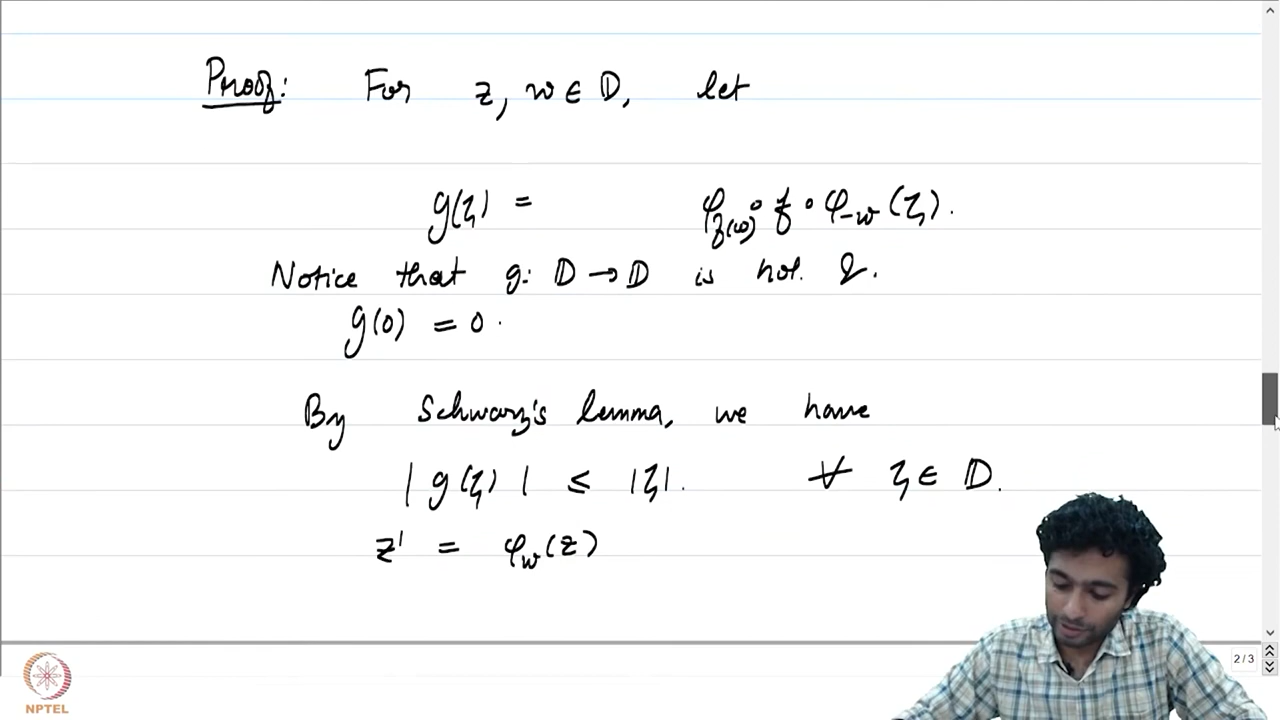 Proof: For z, w ∈ 𝔻, let
g(ζ) = φ_{f(w)} ∘ f ∘ φ_{-w}(ζ).
Notice that g: 𝔻 → 𝔻 is hol. &.
g(0) = 0.
By Schwarz's lemma, we have
|g(ζ)| ≤ |ζ|. ∀ ζ ∈ 𝔻.
z' = φ_w(z)
2 / 3
NPTEL